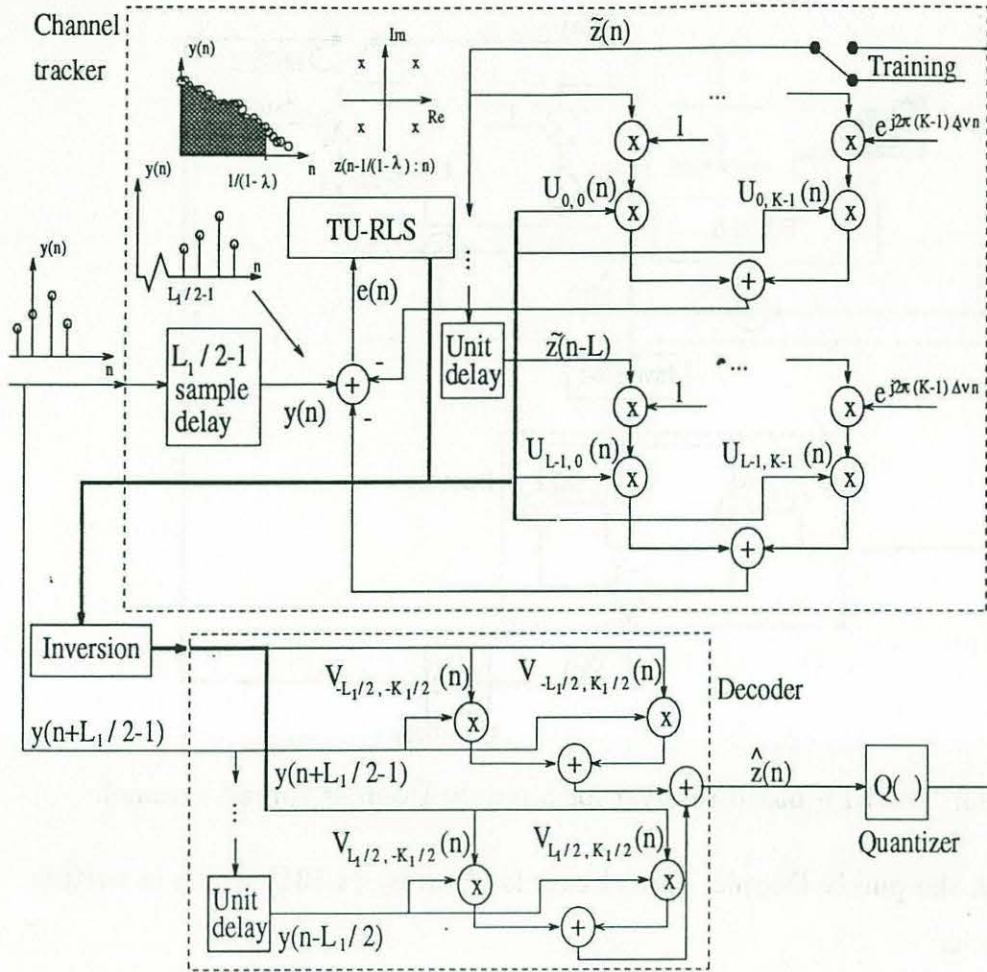 Channel
tracker
y(n)
n
1/(1-λ)
Im
x x
Re
x x
z(n-1/(1-λ) : n)
z̃(n)
Training
...
x
1
x
e^{j2π(K-1)Δνn}
U_{0,0}(n)
x
U_{0,K-1}(n)
x
+
y(n)
n
L_1/2-1
TU-RLS
y(n)
n
e(n)
L_1/2-1
sample
delay
y(n)
+
-
-
Unit
delay
z̃(n-L)
...
x
1
x
e^{j2π(K-1)Δνn}
U_{L-1,0}(n)
x
U_{L-1,K-1}(n)
x
+
Inversion
V_{-L_1/2,-K_1/2}(n)
V_{-L_1/2,K_1/2}(n)
Decoder
x
x
y(n+L_1/2-1)
y(n+L_1/2-1)
+
+
ẑ(n)
Q( )
Quantizer
V_{L_1/2,-K_1/2}(n)
V_{L_1/2,K_1/2}(n)
x
x
Unit
delay
y(n-L_1/2)
+